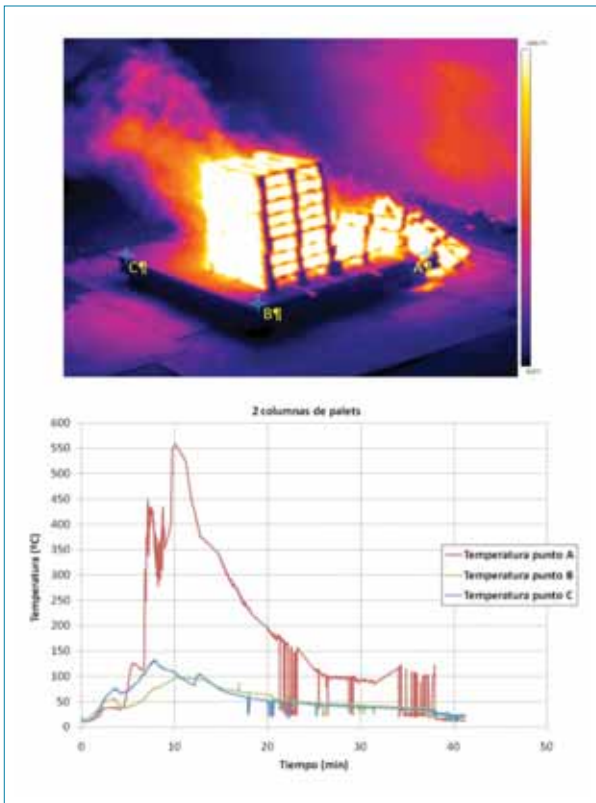 C¶
B¶
A¶
2 columnas de palets
Temperatura (ºC)
600
550
500
450
400
350
300
250
200
150
100
50
0
0 10 20 30 40 50
Tiempo (min)
Temperatura punto A
Temperatura punto B
Temperatura punto C